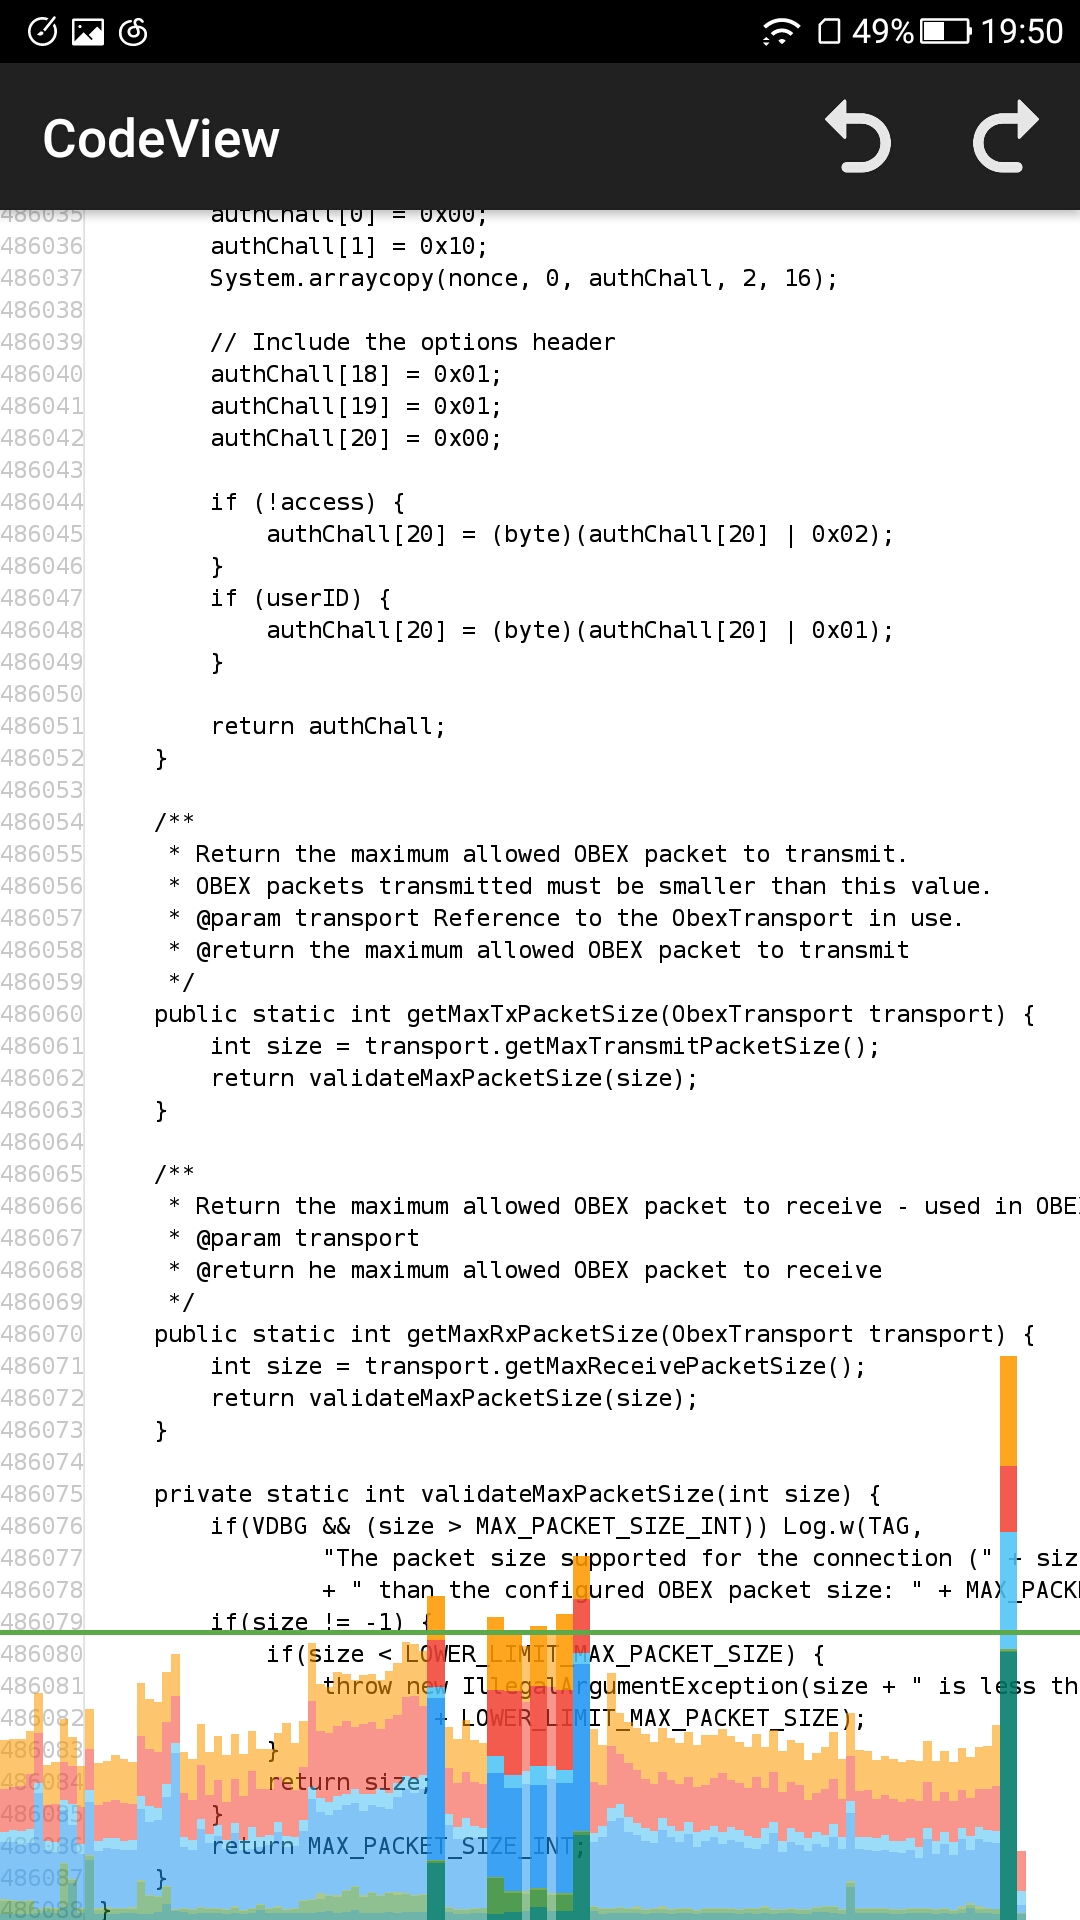 49% 19:50
CodeView
486035         authChall[0] = 0x00;
486036         authChall[1] = 0x10;
486037         System.arraycopy(nonce, 0, authChall, 2, 16);
486038
486039         // Include the options header
486040         authChall[18] = 0x01;
486041         authChall[19] = 0x01;
486042         authChall[20] = 0x00;
486043
486044         if (!access) {
486045             authChall[20] = (byte)(authChall[20] | 0x02);
486046         }
486047         if (userID) {
486048             authChall[20] = (byte)(authChall[20] | 0x01);
486049         }
486050
486051         return authChall;
486052     }
486053
486054     /**
486055      * Return the maximum allowed OBEX packet to transmit.
486056      * OBEX packets transmitted must be smaller than this value.
486057      * @param transport Reference to the ObexTransport in use.
486058      * @return the maximum allowed OBEX packet to transmit
486059      */
486060     public static int getMaxTxPacketSize(ObexTransport transport) {
486061         int size = transport.getMaxTransmitPacketSize();
486062         return validateMaxPacketSize(size);
486063     }
486064
486065     /**
486066      * Return the maximum allowed OBEX packet to receive - used in OBE
486067      * @param transport
486068      * @return he maximum allowed OBEX packet to receive
486069      */
486070     public static int getMaxRxPacketSize(ObexTransport transport) {
486071         int size = transport.getMaxReceivePacketSize();
486072         return validateMaxPacketSize(size);
486073     }
486074
486075     private static int validateMaxPacketSize(int size) {
486076         if(VDBG && (size > MAX_PACKET_SIZE_INT)) Log.w(TAG,
486077                 "The packet size supported for the connection (" + siz
486078                 + " than the configured OBEX packet size: " + MAX_PACK
486079         if(size != -1) {
486080             if(size < LOWER_LIMIT_MAX_PACKET_SIZE) {
486081                 throw new IllegalArgumentException(size + " is less th
486082                         + LOWER_LIMIT_MAX_PACKET_SIZE);
486083             }
486084             return size;
486085         }
486086         return MAX_PACKET_SIZE_INT;
486087     }
486088 }